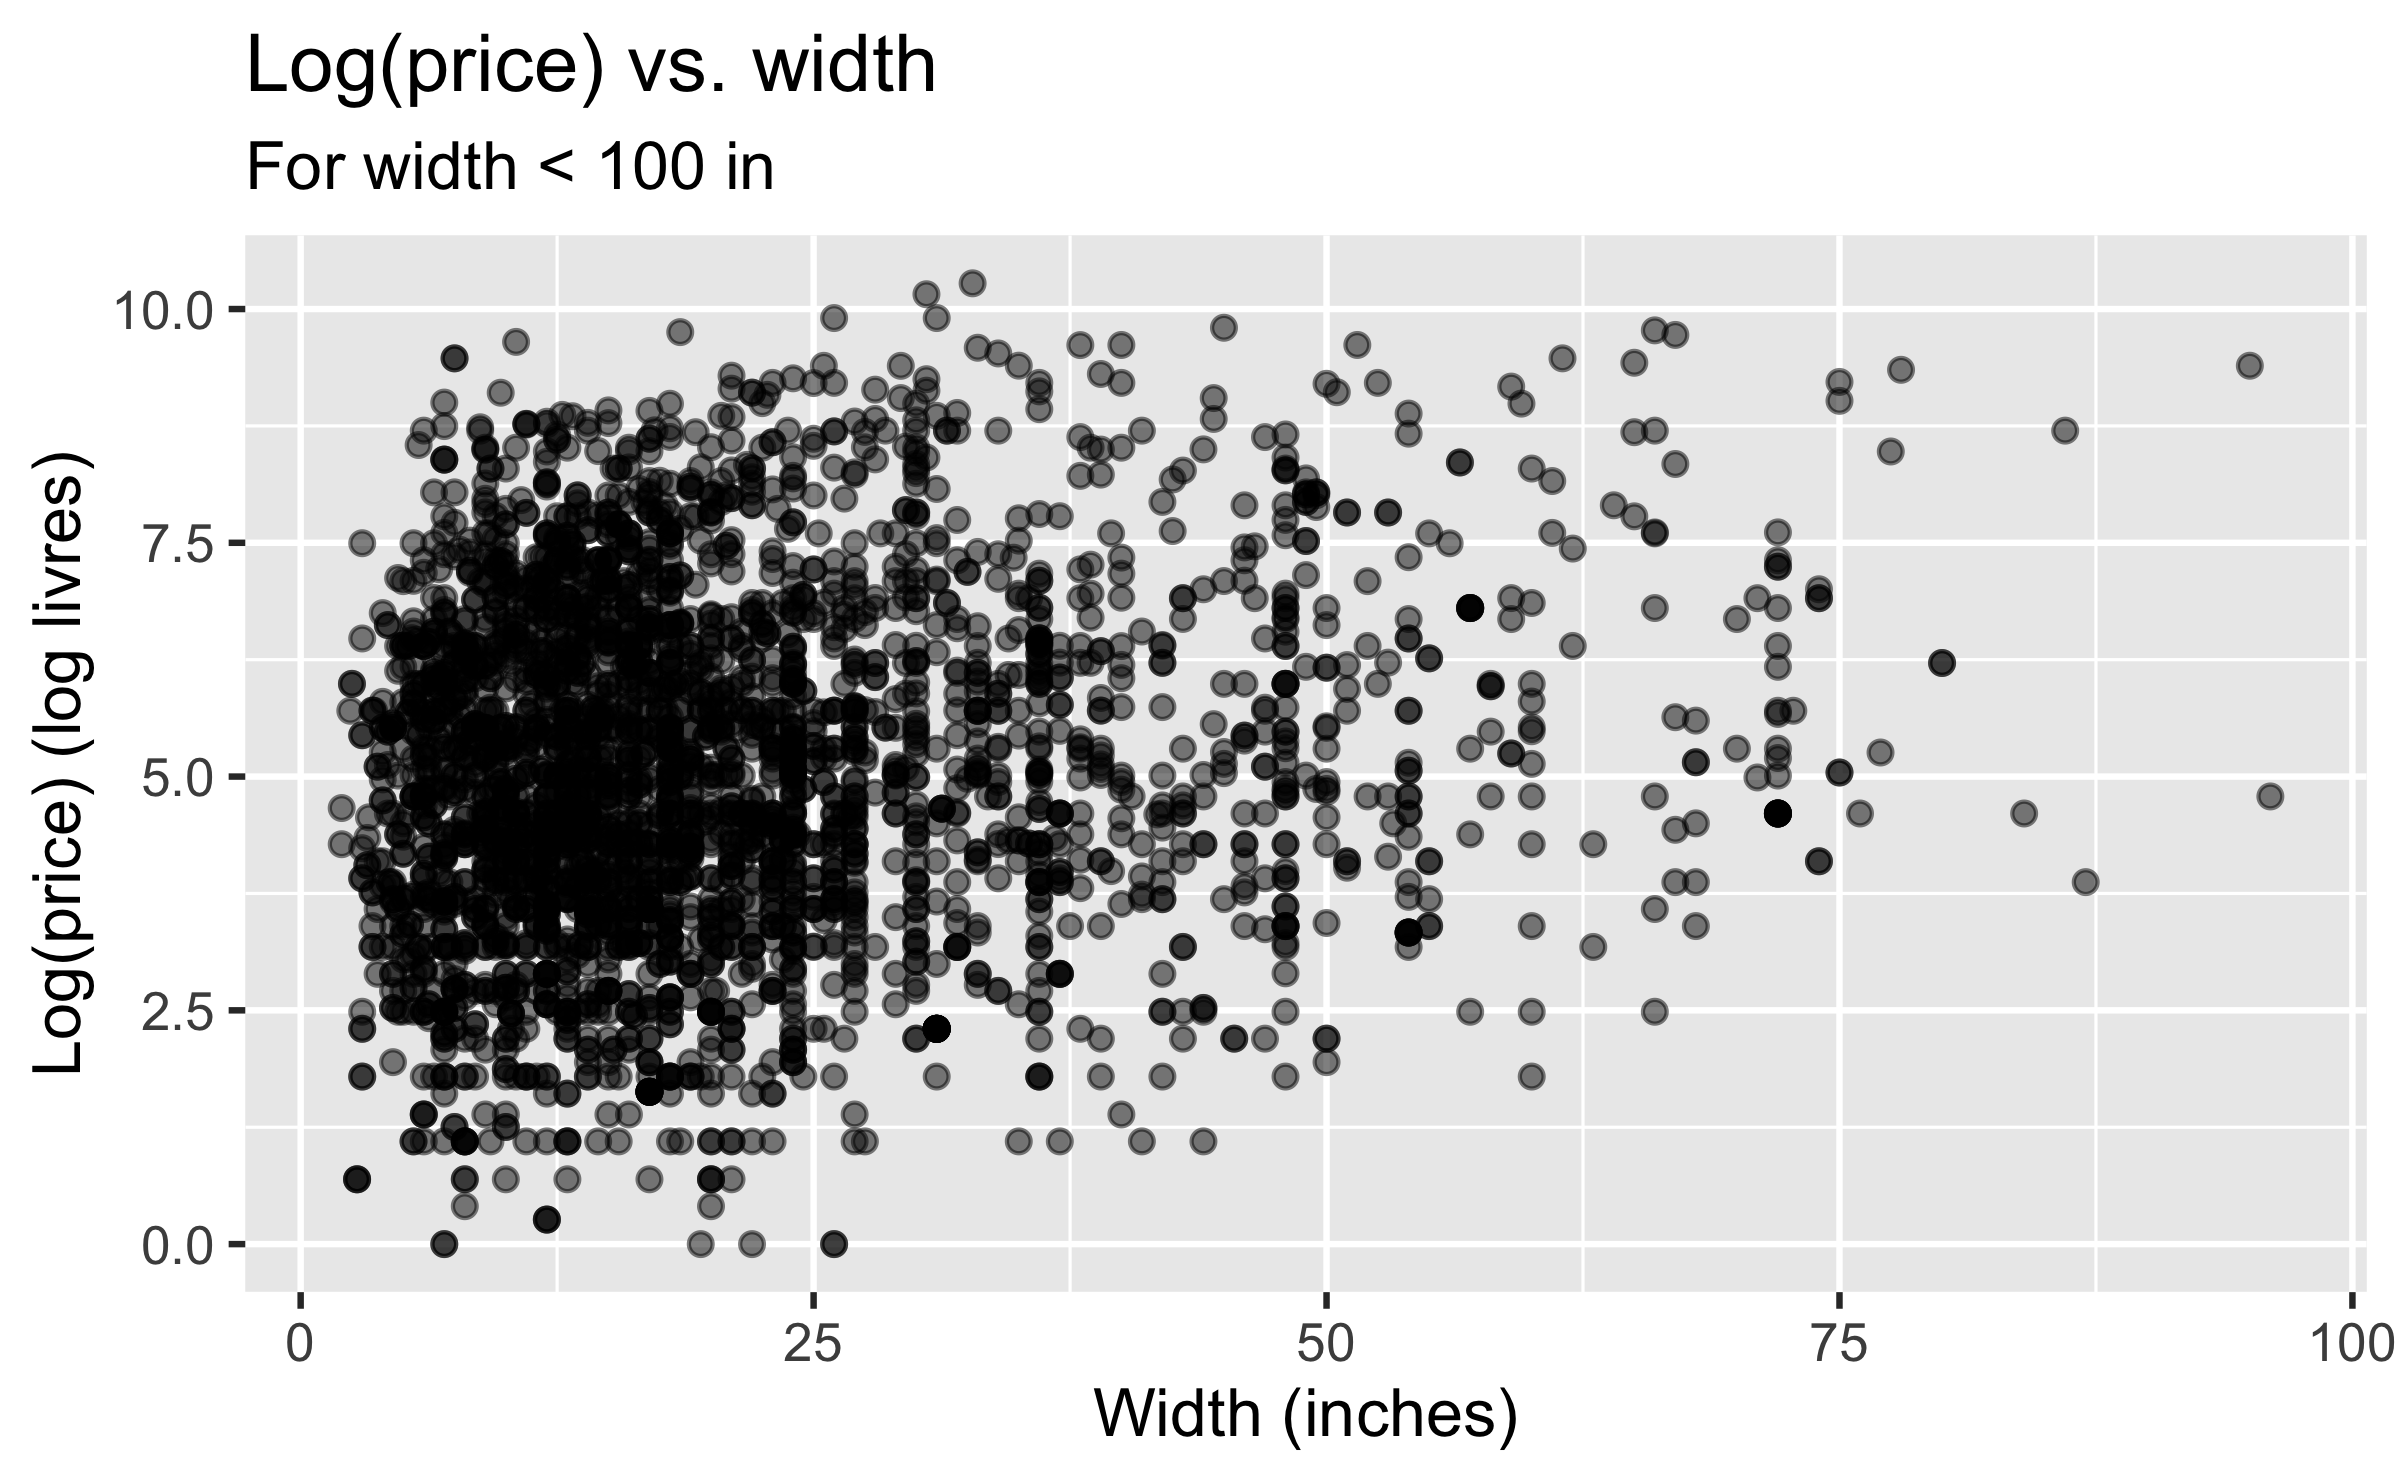 Log(price) vs. width
For width < 100 in
Log(price) (log livres)
10.0
7.5
5.0
2.5
0.0
0 25 50 75 100
Width (inches)